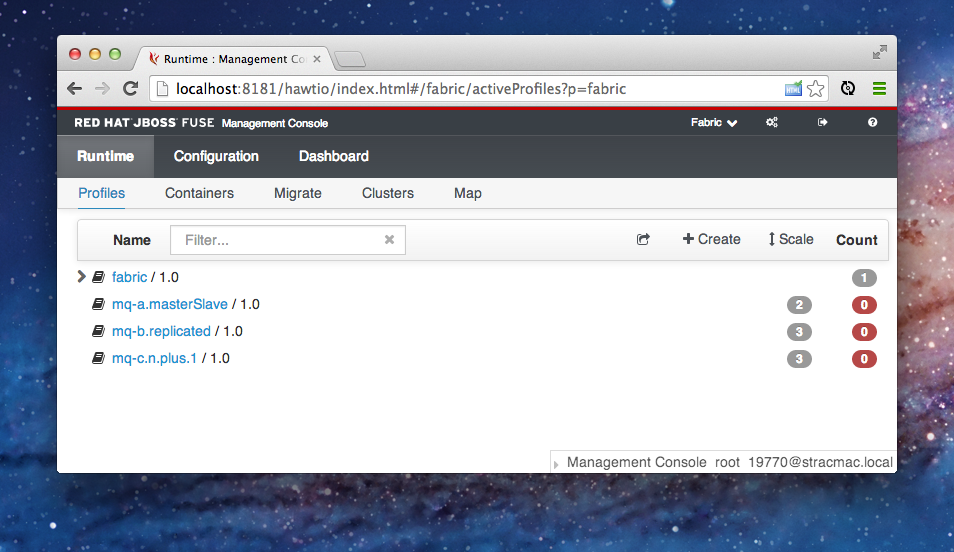 Runtime : Management Co
localhost:8181/hawtio/index.html#/fabric/activeProfiles?p=fabric
RED HAT JBOSS FUSE Management Console Fabric
Runtime Configuration Dashboard
Profiles Containers Migrate Clusters Map
Name Filter... Create Scale Count
fabric / 1.0 1
mq-a.masterSlave / 1.0 2 0
mq-b.replicated / 1.0 3 0
mq-c.n.plus.1 / 1.0 3 0
Management Console root 19770@stracmac.local